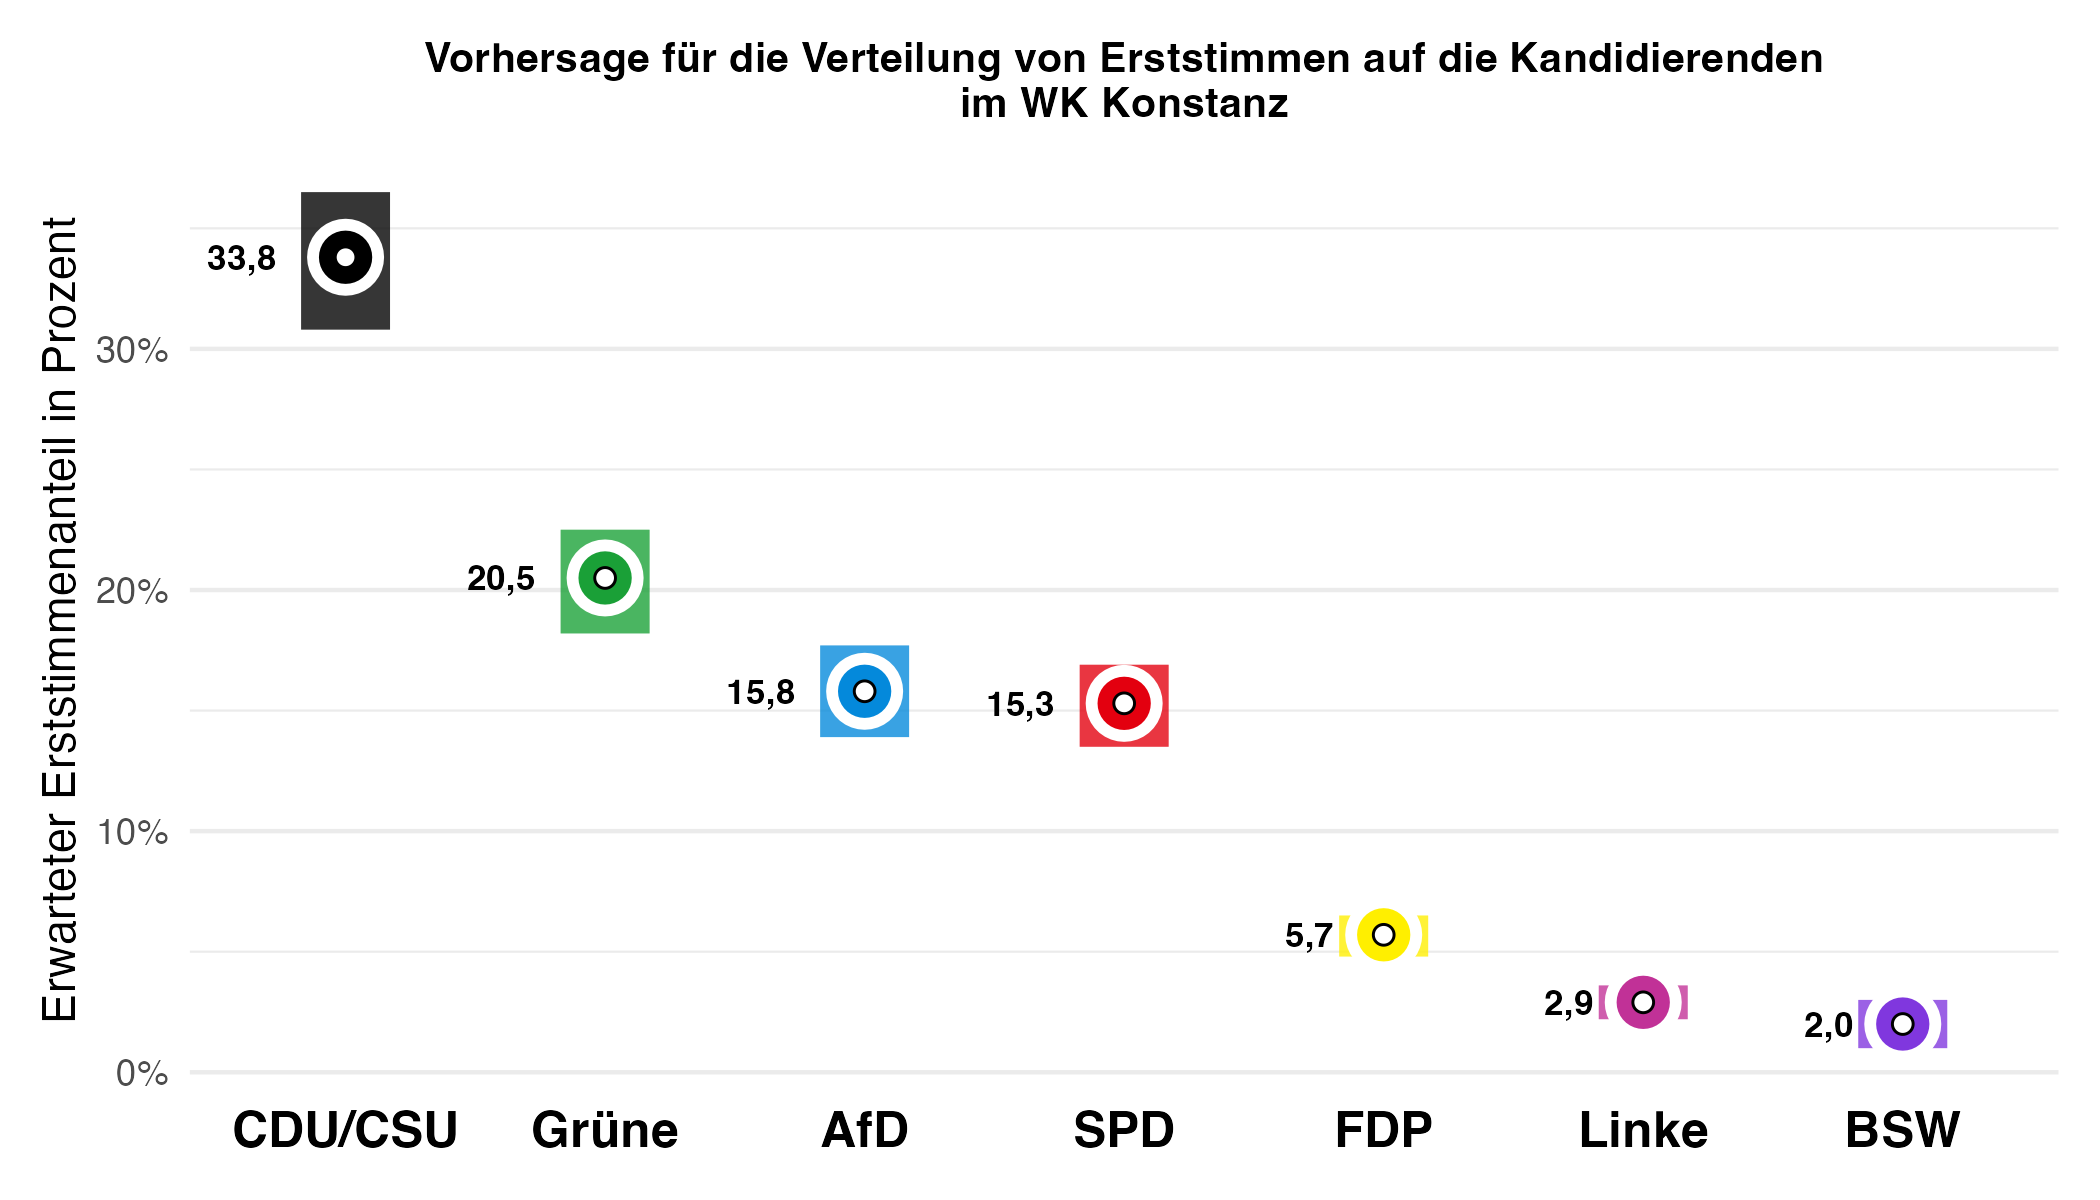 Vorhersage für die Verteilung von Erststimmen auf die Kandidierenden
im WK Konstanz
Erwarteter Erststimmenanteil in Prozent
30%
20%
10%
0%
33,8
20,5
15,8
15,3
5,7
2,9
2,0
CDU/CSU
Grüne
AfD
SPD
FDP
Linke
BSW